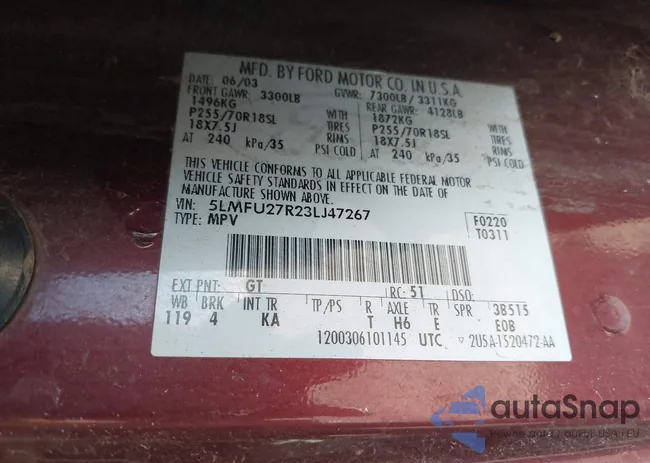 MFD. BY FORD MOTOR CO. IN U.S.A.
DATE: 06/03 GVWR: 7300LB/3311KG
FRONT GAWR: 3300LB REAR GAWR: 4128LB
1496KG 1872KG
P255/70R18SL TIRES P255/70R18SL TIRES
18X7.5J RIMS 18X7.5J RIMS
AT 240 kPa/35 PSI COLD AT 240 kPa/35 PSI COLD
THIS VEHICLE CONFORMS TO ALL APPLICABLE FEDERAL MOTOR
VEHICLE SAFETY STANDARDS IN EFFECT ON THE DATE OF
MANUFACTURE SHOWN ABOVE.
VIN: 5LMFU27R23LJ47267
TYPE: MPV
F0220
T0311
EXT PNT: GT RC: 51 DSO:
WB BRK INT TR TP/PS R AXLE TR SPR 3B515
119 4 KA T H6 E EOB
1200306101145 UTC 2U5A-1520472-AA
autaSnap